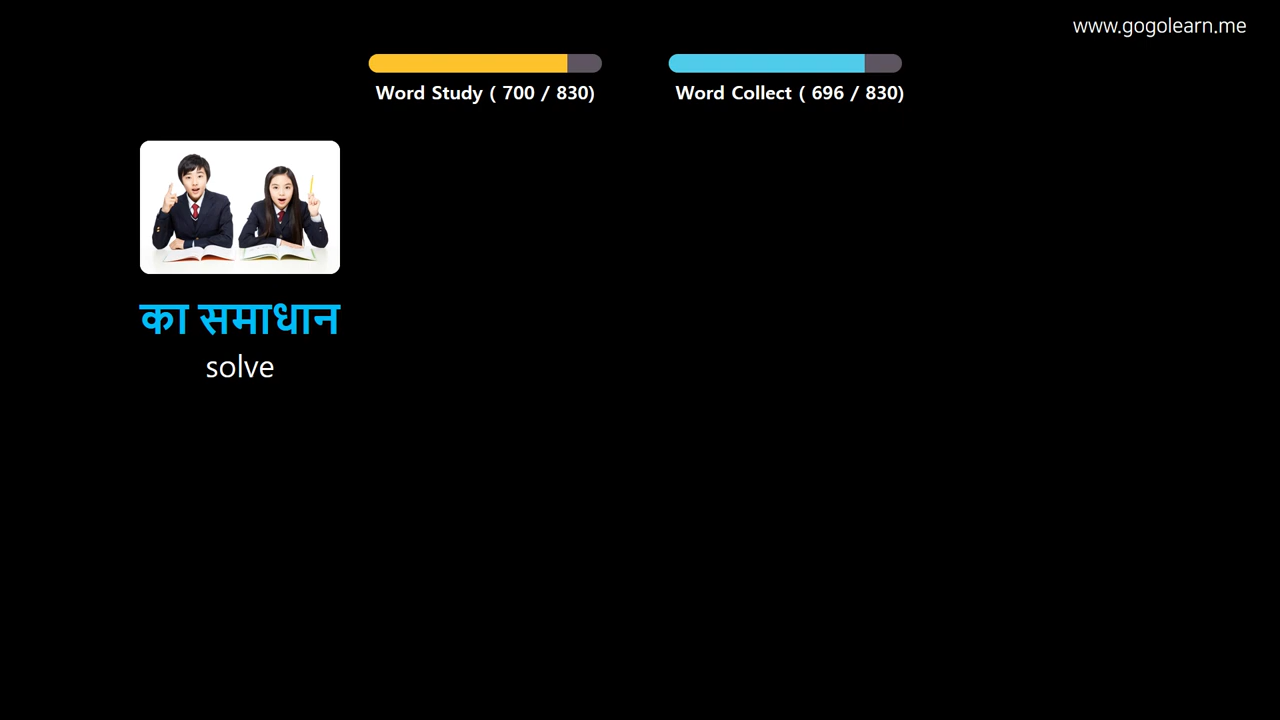 www.gogolearn.me
Word Study ( 700 / 830)
Word Collect ( 696 / 830)
का समाधान
solve